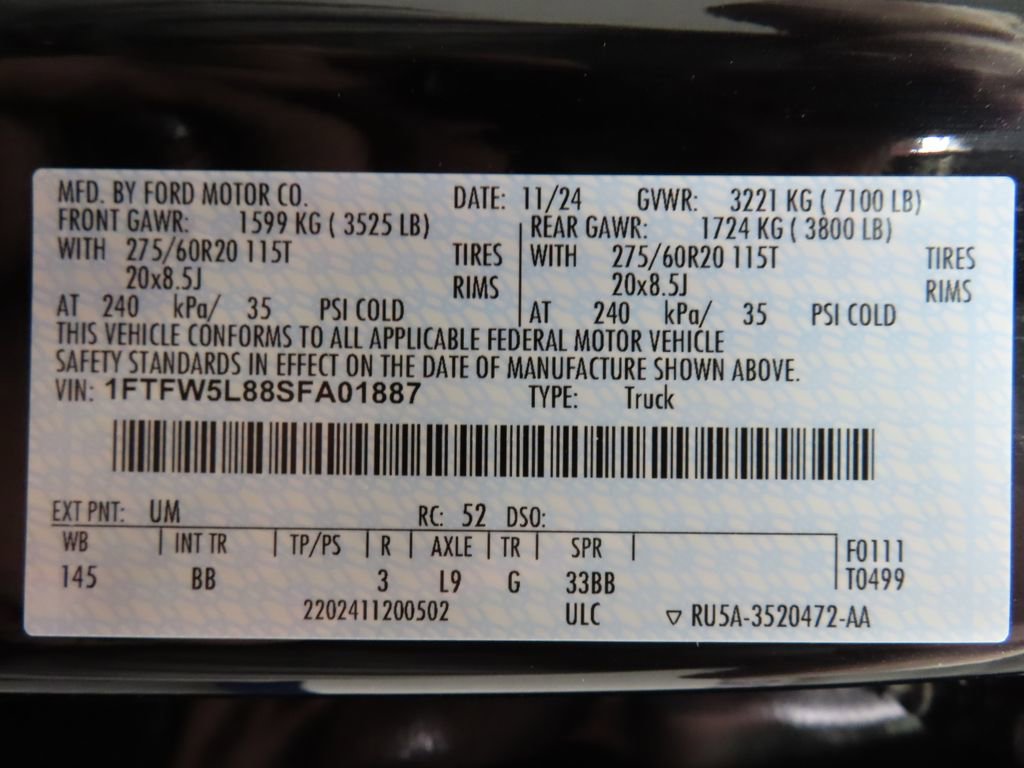 MFD. BY FORD MOTOR CO. DATE: 11/24 GVWR: 3221 KG ( 7100 LB)
FRONT GAWR: 1599 KG ( 3525 LB) REAR GAWR: 1724 KG ( 3800 LB)
WITH 275/60R20 115T TIRES WITH 275/60R20 115T TIRES
20x8.5J RIMS 20x8.5J RIMS
AT 240 kPa/ 35 PSI COLD AT 240 kPa/ 35 PSI COLD
THIS VEHICLE CONFORMS TO ALL APPLICABLE FEDERAL MOTOR VEHICLE
SAFETY STANDARDS IN EFFECT ON THE DATE OF MANUFACTURE SHOWN ABOVE.
VIN: 1FTFW5L88SFA01887 TYPE: Truck
EXT PNT: UM RC: 52 DSO:
WB INT TR TP/PS R AXLE TR SPR F0111
145 BB 3 L9 G 33BB T0499
2202411200502 ULC ▽ RU5A-3520472-AA